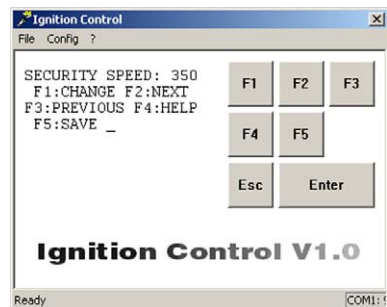 Ignition Control
File Config ?
SECURITY SPEED: 350
F1:CHANGE F2:NEXT
F3:PREVIOUS F4:HELP
F5:SAVE _
F1 F2 F3
F4 F5
Esc Enter
Ignition Control V1.0
Ready COM1: